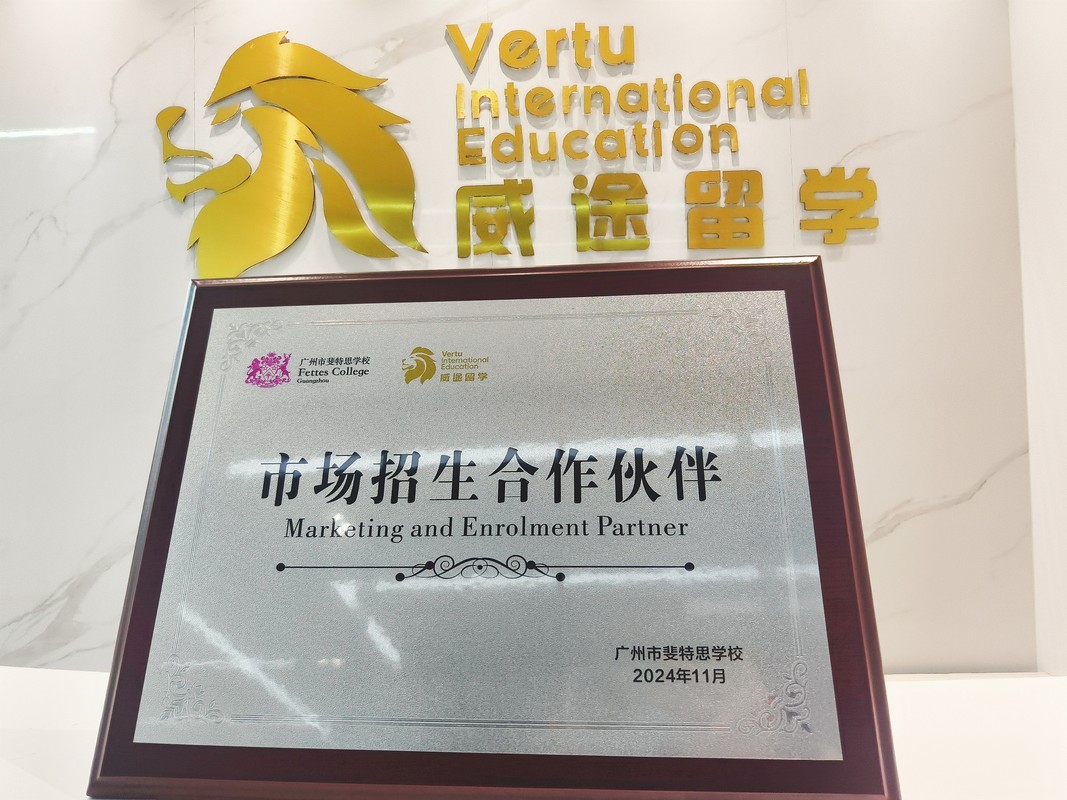 Vertu
International
Education
威途留学
广州市斐特思学校
Fettes College
Guangzhou
Vertu
International
Education
威途留学
市场招生合作伙伴
Marketing and Enrolment Partner
广州市斐特思学校
2024年11月